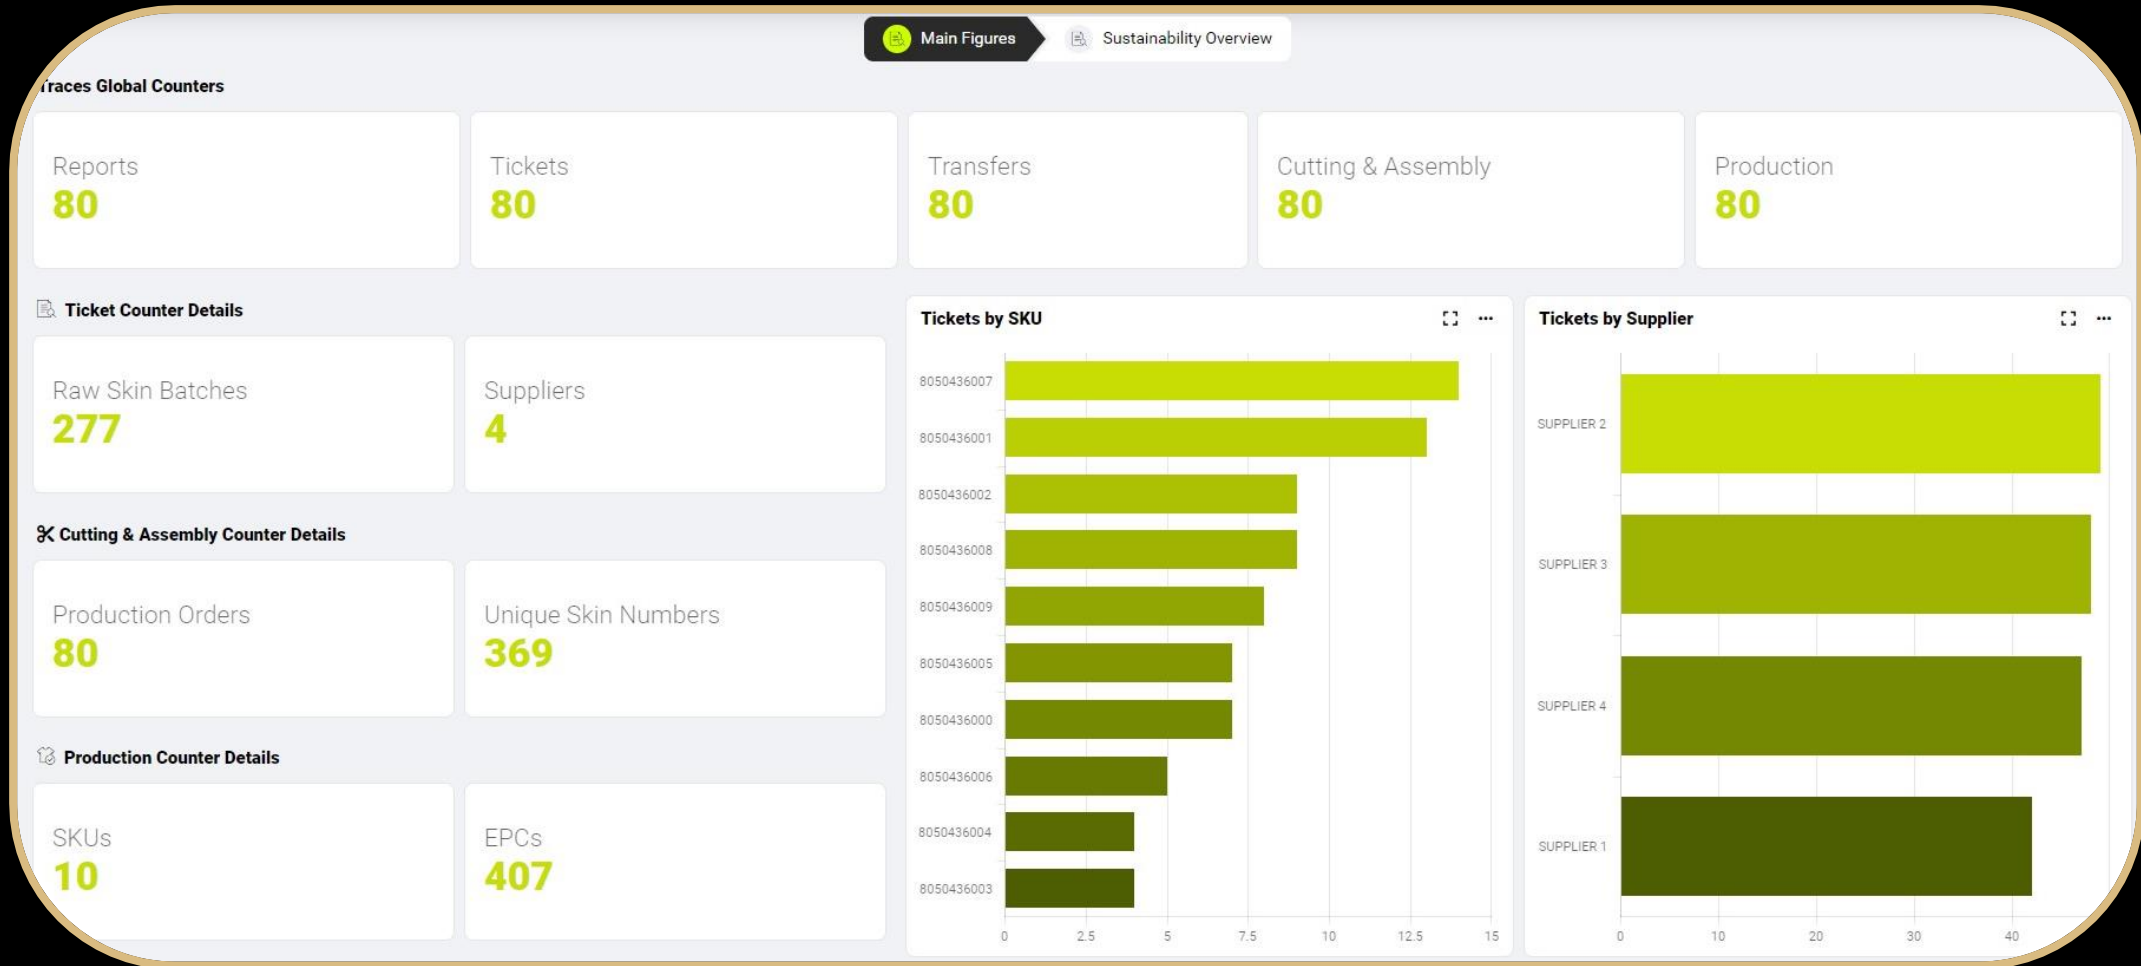 Main Figures
Sustainability Overview
Traces Global Counters
Reports
80
Tickets
80
Transfers
80
Cutting & Assembly
80
Production
80
Ticket Counter Details
Raw Skin Batches
277
Suppliers
4
Cutting & Assembly Counter Details
Production Orders
80
Unique Skin Numbers
369
Production Counter Details
SKUs
10
EPCs
407
Tickets by SKU
8050436007
8050436001
8050436002
8050436008
8050436009
8050436005
8050436000
8050436006
8050436004
8050436003
0 2.5 5 7.5 10 12.5 15
Tickets by Supplier
SUPPLIER 2
SUPPLIER 3
SUPPLIER 4
SUPPLIER 1
0 10 20 30 40